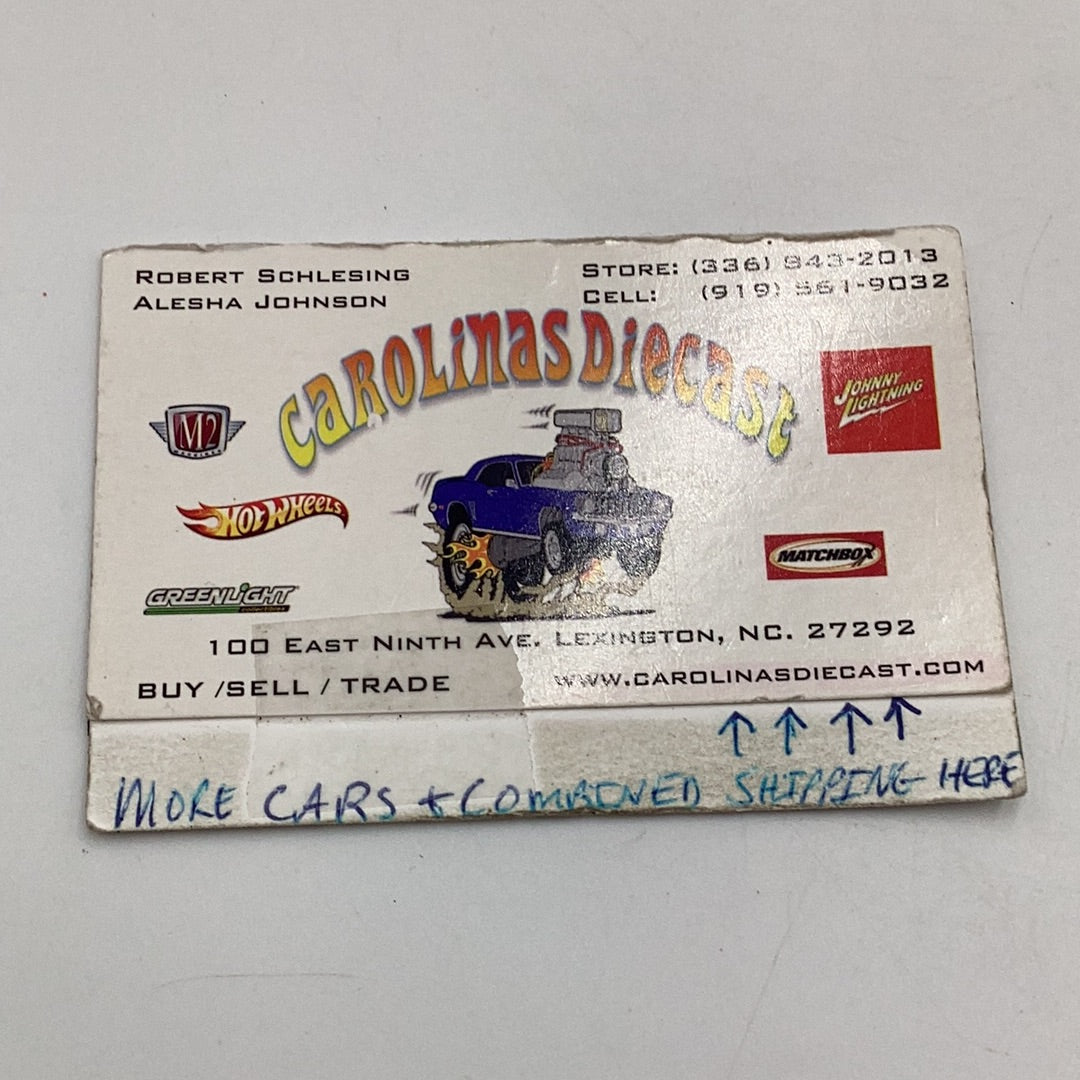 ROBERT SCHLESING
ALESHA JOHNSON
STORE: (336) 843-2013
CELL: (919) 561-9032
CAROLINAS DIECAST
M2
MACHINES
JOHNNY
LIGHTNING
HOT WHEELS
MATCHBOX
GREENLIGHT
collectibles
100 EAST NINTH AVE. LEXINGTON, NC. 27292
BUY /SELL / TRADE
WWW.CAROLINASDIECAST.COM
↑ ↑ ↑ ↑
MORE CARS + COMBINED SHIPPING HERE